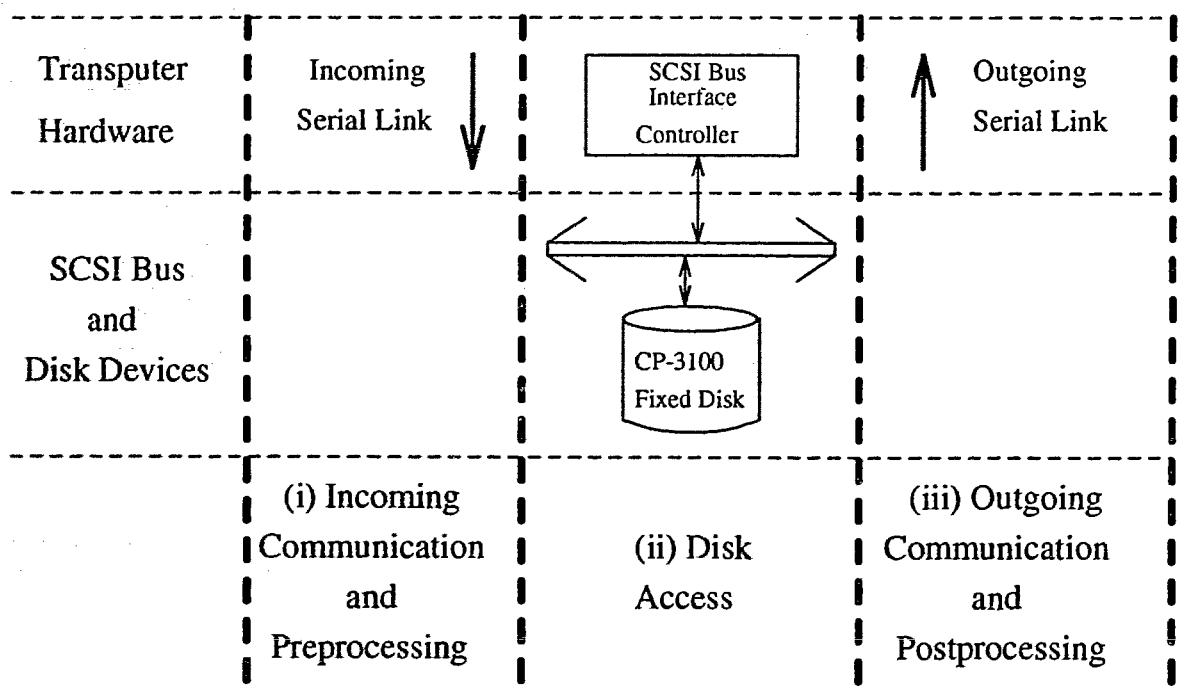 Transputer
Hardware
Incoming
Serial Link
SCSI Bus
Interface
Controller
Outgoing
Serial Link
SCSI Bus
and
Disk Devices
CP-3100
Fixed Disk
(i) Incoming
Communication
and
Preprocessing
(ii) Disk
Access
(iii) Outgoing
Communication
and
Postprocessing